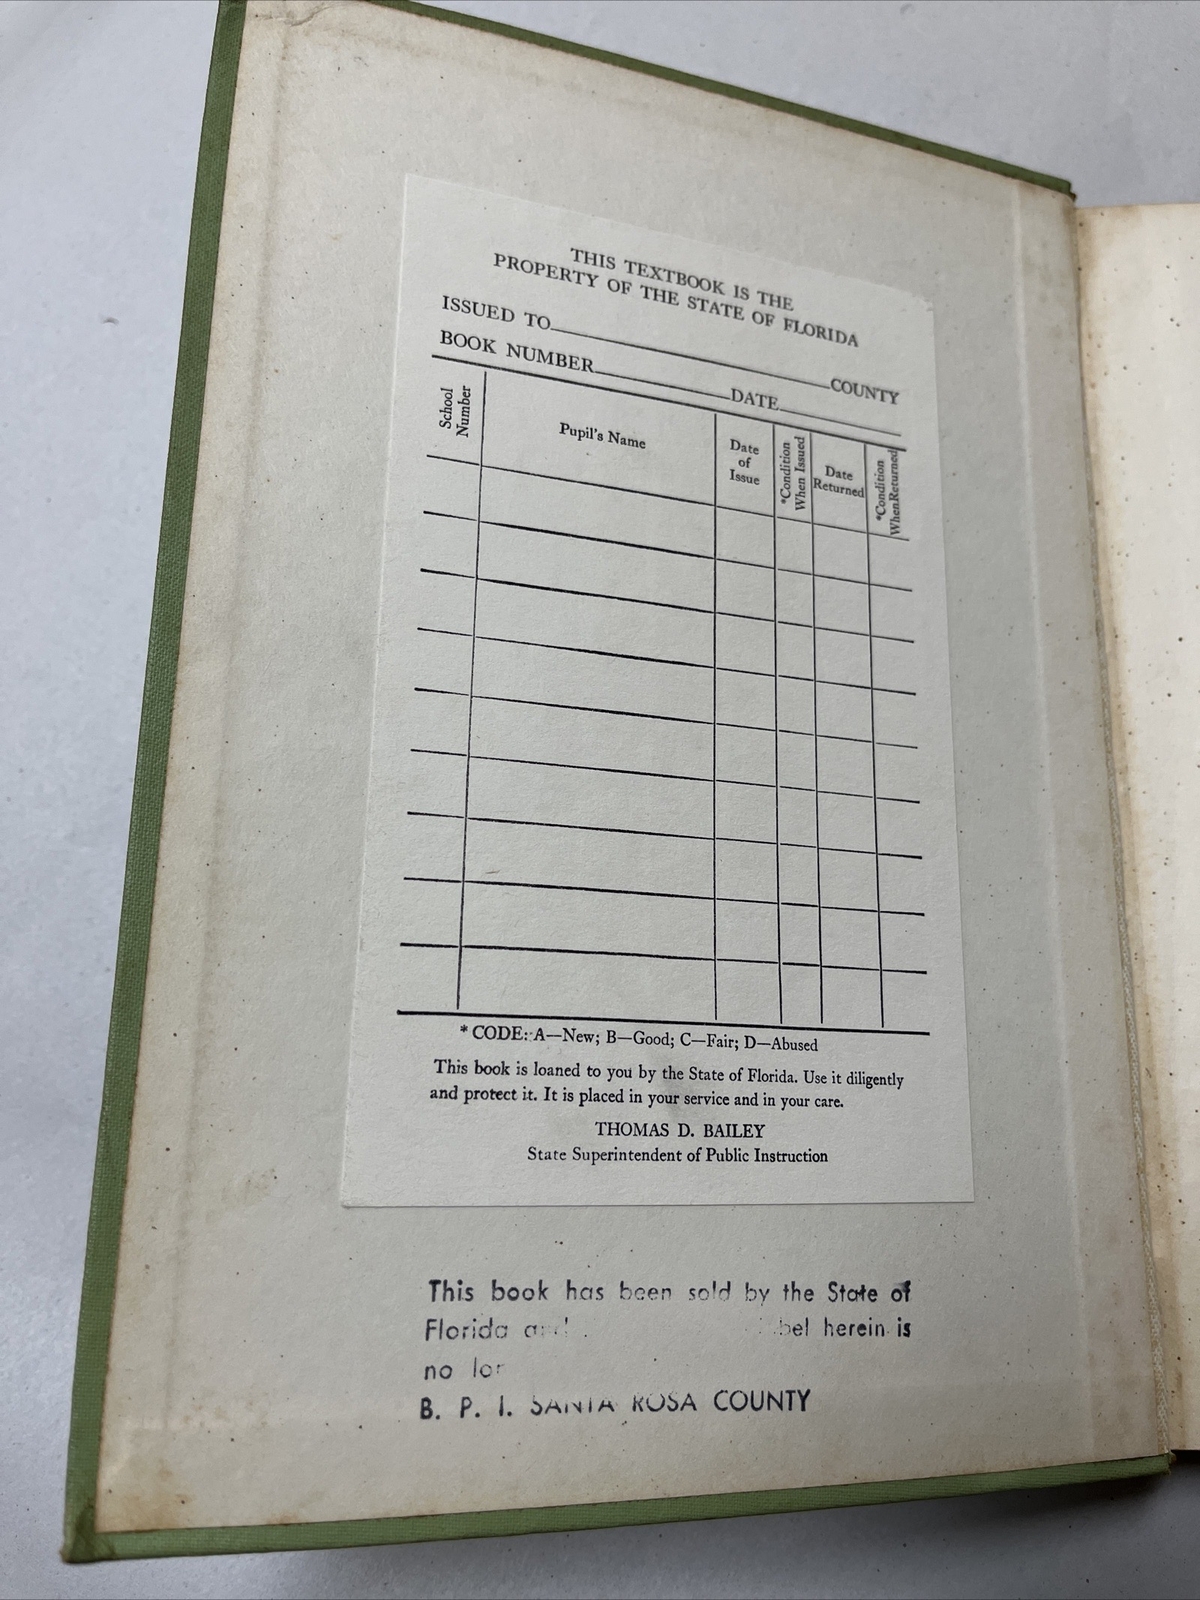 THIS TEXTBOOK IS THE
PROPERTY OF THE STATE OF FLORIDA
ISSUED TO COUNTY
BOOK NUMBER DATE
School Number Pupil's Name Date of Issue *Condition When Issued Date Returned *Condition When Returned
* CODE: A—New; B—Good; C—Fair; D—Abused
This book is loaned to you by the State of Florida. Use it diligently
and protect it. It is placed in your service and in your care.
THOMAS D. BAILEY
State Superintendent of Public Instruction
This book has been sold by the State of
Florida and herein is
no
B. P. I. SANTA ROSA COUNTY